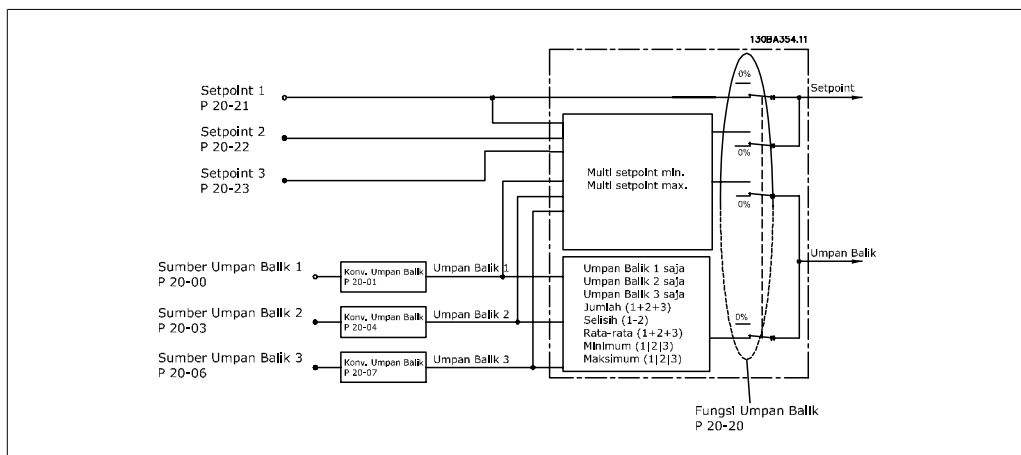 130BA354.11
0%
Setpoint 1
P 20-21
Setpoint
Setpoint 2
P 20-22
0%
Setpoint 3
P 20-23
Multi setpoint min.
Multi setpoint max.
0%
Umpan Balik
Sumber Umpan Balik 1
P 20-00
Konv. Umpan Balik
P 20-01
Umpan Balik 1
Sumber Umpan Balik 2
P 20-03
Konv. Umpan Balik
P 20-04
Umpan Balik 2
Sumber Umpan Balik 3
P 20-06
Konv. Umpan Balik
P 20-07
Umpan Balik 3
Umpan Balik 1 saja
Umpan Balik 2 saja
Umpan Balik 3 saja
Jumlah (1+2+3)
Selisih (1-2)
Rata-rata (1+2+3)
Minimum (1|2|3)
Maksimum (1|2|3)
0%
Fungsi Umpan Balik
P 20-20